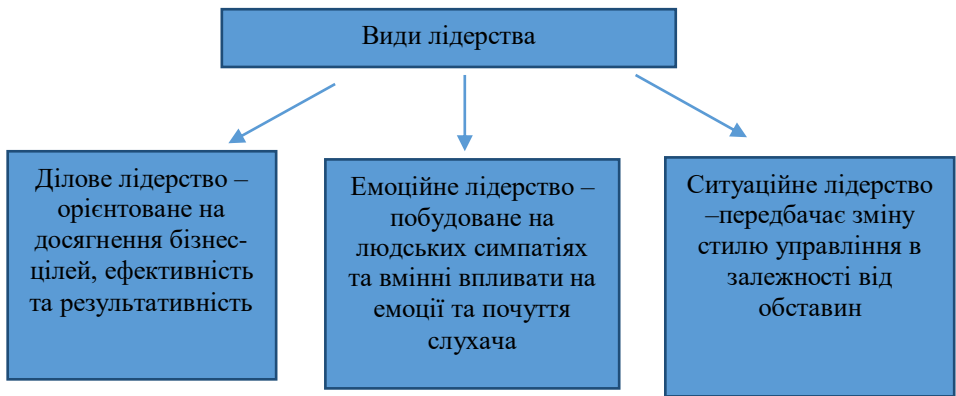 Види лідерства
Ділове лідерство –
орієнтоване на
досягнення бізнес-
цілей, ефективність
та результативність
Емоційне лідерство –
побудоване на
людських симпатіях
та вмінні впливати на
емоції та почуття
слухача
Ситуаційне лідерство
–передбачає зміну
стилю управління в
залежності від
обставин